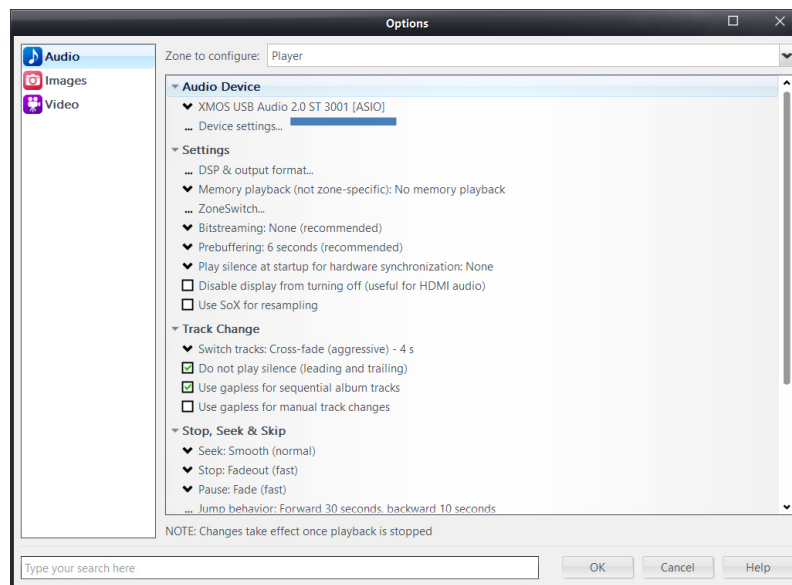 Options
Audio
Images
Video
Zone to configure: Player
Audio Device
XMOS USB Audio 2.0 ST 3001 [ASIO]
... Device settings...
Settings
... DSP & output format...
Memory playback (not zone-specific): No memory playback
... ZoneSwitch...
Bitstreaming: None (recommended)
Prebuffering: 6 seconds (recommended)
Play silence at startup for hardware synchronization: None
Disable display from turning off (useful for HDMI audio)
Use SoX for resampling
Track Change
Switch tracks: Cross-fade (aggressive) - 4 s
Do not play silence (leading and trailing)
Use gapless for sequential album tracks
Use gapless for manual track changes
Stop, Seek & Skip
Seek: Smooth (normal)
Stop: Fadeout (fast)
Pause: Fade (fast)
... Jump behavior: Forward 30 seconds, backward 10 seconds
NOTE: Changes take effect once playback is stopped
Type your search here
OK Cancel Help